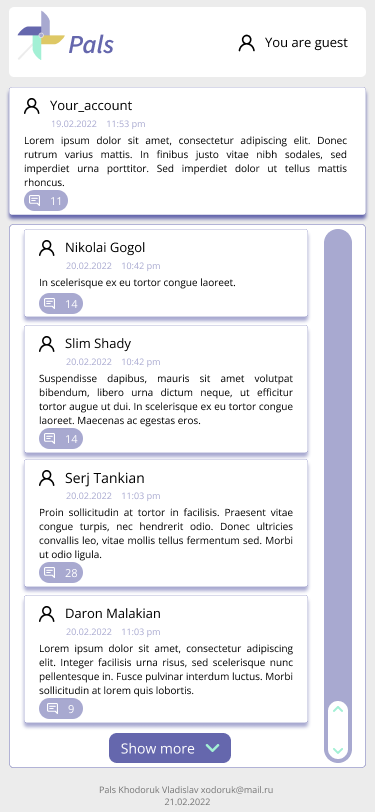 Pals
You are guest
Your_account
19.02.2022 11:53 pm
Lorem ipsum dolor sit amet, consectetur adipiscing elit. Donec
rutrum varius mattis. In finibus justo vitae nibh sodales, sed
imperdiet urna porttitor. Sed imperdiet dolor ut tellus mattis
rhoncus.
11
Nikolai Gogol
20.02.2022 10:42 pm
In scelerisque ex eu tortor congue laoreet.
14
Slim Shady
20.02.2022 10:42 pm
Suspendisse dapibus, mauris sit amet volutpat
bibendum, libero urna dictum neque, ut efficitur
tortor augue ut dui. In scelerisque ex eu tortor congue
laoreet. Maecenas ac egestas eros.
14
Serj Tankian
20.02.2022 11:03 pm
Proin sollicitudin at tortor in facilisis. Praesent vitae
congue turpis, nec hendrerit odio. Donec ultricies
convallis leo, vitae mollis tellus fermentum sed. Morbi
ut odio ligula.
28
Daron Malakian
20.02.2022 11:03 pm
Lorem ipsum dolor sit amet, consectetur adipiscing
elit. Integer facilisis urna risus, sed scelerisque nunc
pellentesque in. Fusce pulvinar interdum luctus. Morbi
sollicitudin at lorem quis lobortis.
9
Show more
Pals Khodoruk Vladislav xodoruk@mail.ru
21.02.2022